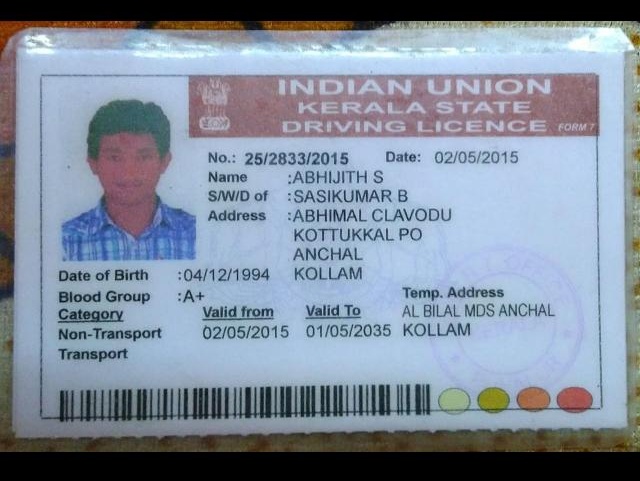 INDIAN UNION
KERALA STATE
DRIVING LICENCE FORM 7
No.: 25/2833/2015 Date: 02/05/2015
Name :ABHIJITH S
S/W/D of :SASIKUMAR B
Address :ABHIMAL CLAVODU
KOTTUKKAL PO
ANCHAL
KOLLAM
Date of Birth :04/12/1994
Blood Group :A+
Category Valid from Valid To
Non-Transport 02/05/2015 01/05/2035
Transport
Temp. Address
AL BILAL MDS ANCHAL
KOLLAM